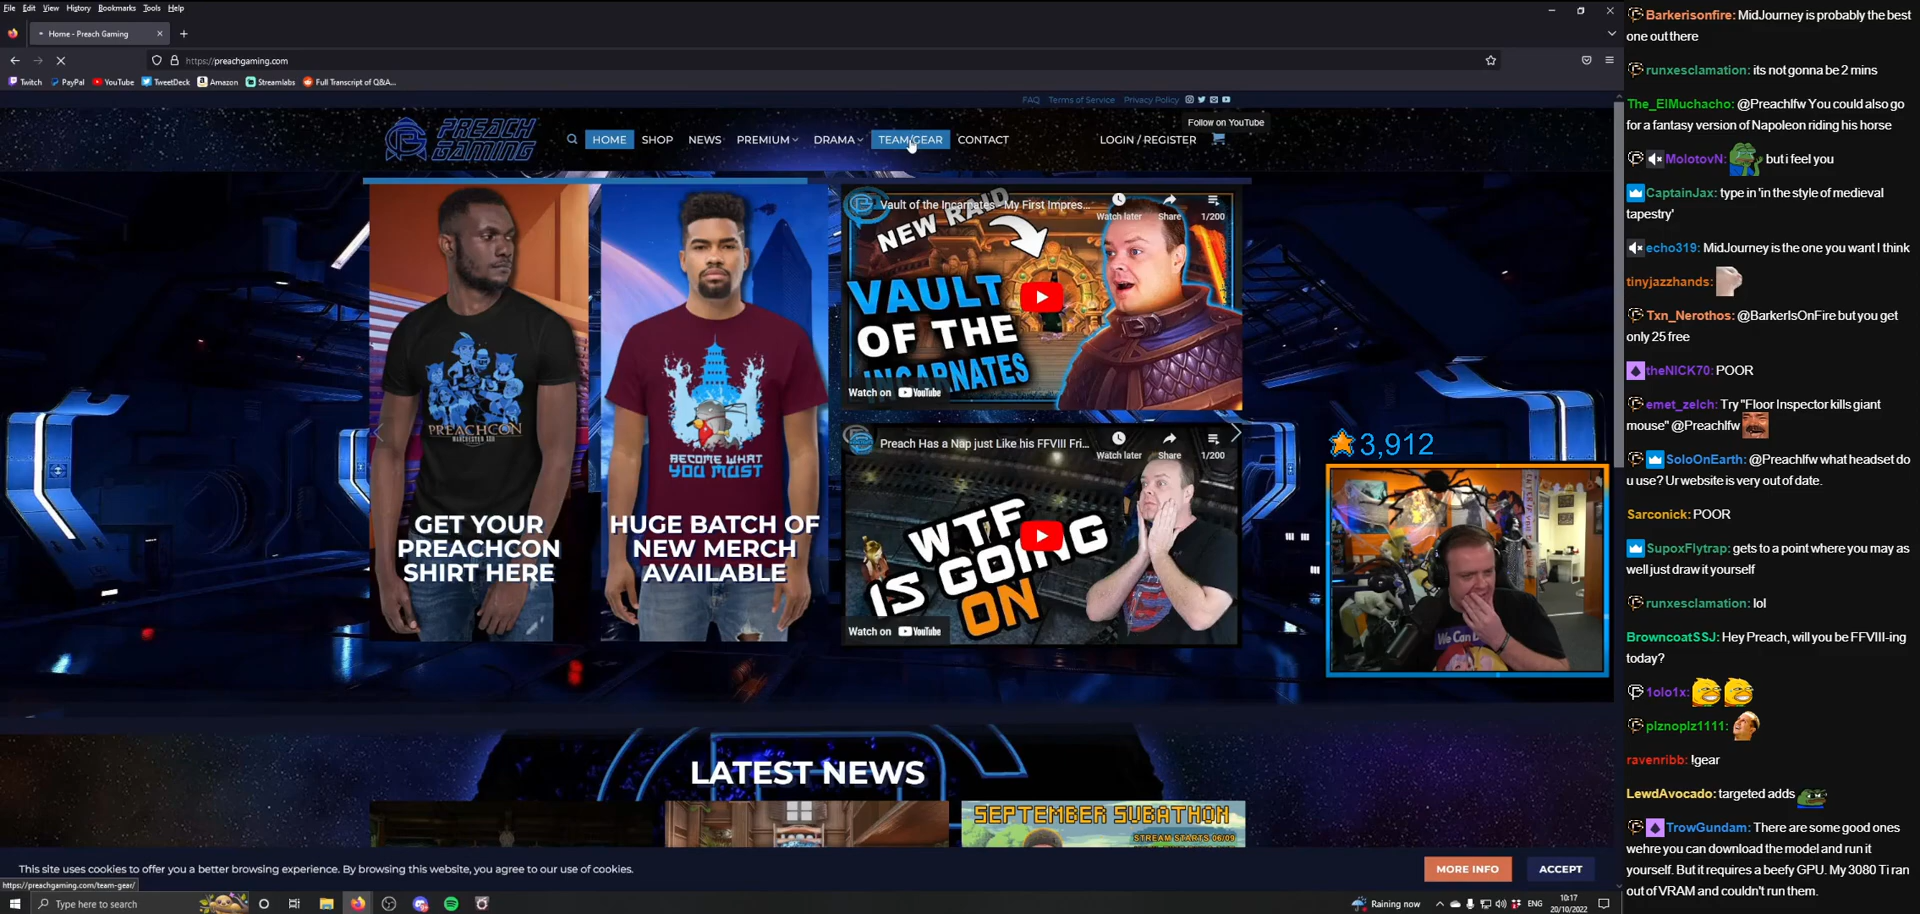 File Edit View History Bookmarks Tools Help
Home - Preach Gaming
https://preachgaming.com
Twitch PayPal YouTube TweetDeck Amazon Streamlabs Full Transcript of Q&A...
FAQ Terms of Service Privacy Policy
Follow on YouTube
PREACH GAMING
HOME SHOP NEWS PREMIUM DRAMA TEAM/GEAR CONTACT LOGIN / REGISTER
PREACHCON
GET YOUR
PREACHCON
SHIRT HERE
BECOME WHAT
YOU MUST
HUGE BATCH OF
NEW MERCH
AVAILABLE
Vault of the Incarnates - My First Impres...
Watch later Share 1/200
NEW RAID
VAULT
OF THE
INCARNATES
Watch on YouTube
Preach Has a Nap just Like his FFVIII Fri...
Watch later Share 1/200
WTF
IS GOING
ON
Watch on YouTube
3,912
LATEST NEWS
SEPTEMBER SUBATHON
STREAM STARTS 06/09
This site uses cookies to offer you a better browsing experience. By browsing this website, you agree to our use of cookies.
MORE INFO ACCEPT
https://preachgaming.com/team-gear/
Type here to search
Raining now
ENG
10:17
20/10/2022
Barkerisonfire: MidJourney is probably the best
one out there
runxesclamation: its not gonna be 2 mins
The_ElMuchacho: @Preachlfw You could also go
for a fantasy version of Napoleon riding his horse
MolotovN: but i feel you
CaptainJax: type in 'in the style of medieval
tapestry'
echo319: MidJourney is the one you want I think
tinyjazzhands:
Txn_Nerothos: @BarkerIsOnFire but you get
only 25 free
theNICK70: POOR
emet_zelch: Try "Floor Inspector kills giant
mouse" @Preachlfw
SoloOnEarth: @Preachlfw what headset do
u use? Ur website is very out of date.
Sarconick: POOR
SupoxFlytrap: gets to a point where you may as
well just draw it yourself
runxesclamation: lol
BrowncoatSSJ: Hey Preach, will you be FFVIII-ing
today?
1olo1x:
plznoplz1111:
ravenribb: !gear
LewdAvocado: targeted adds
TrowGundam: There are some good ones
wehre you can download the model and run it
yourself. But it requires a beefy GPU. My 3080 Ti ran
out of VRAM and couldn't run them.